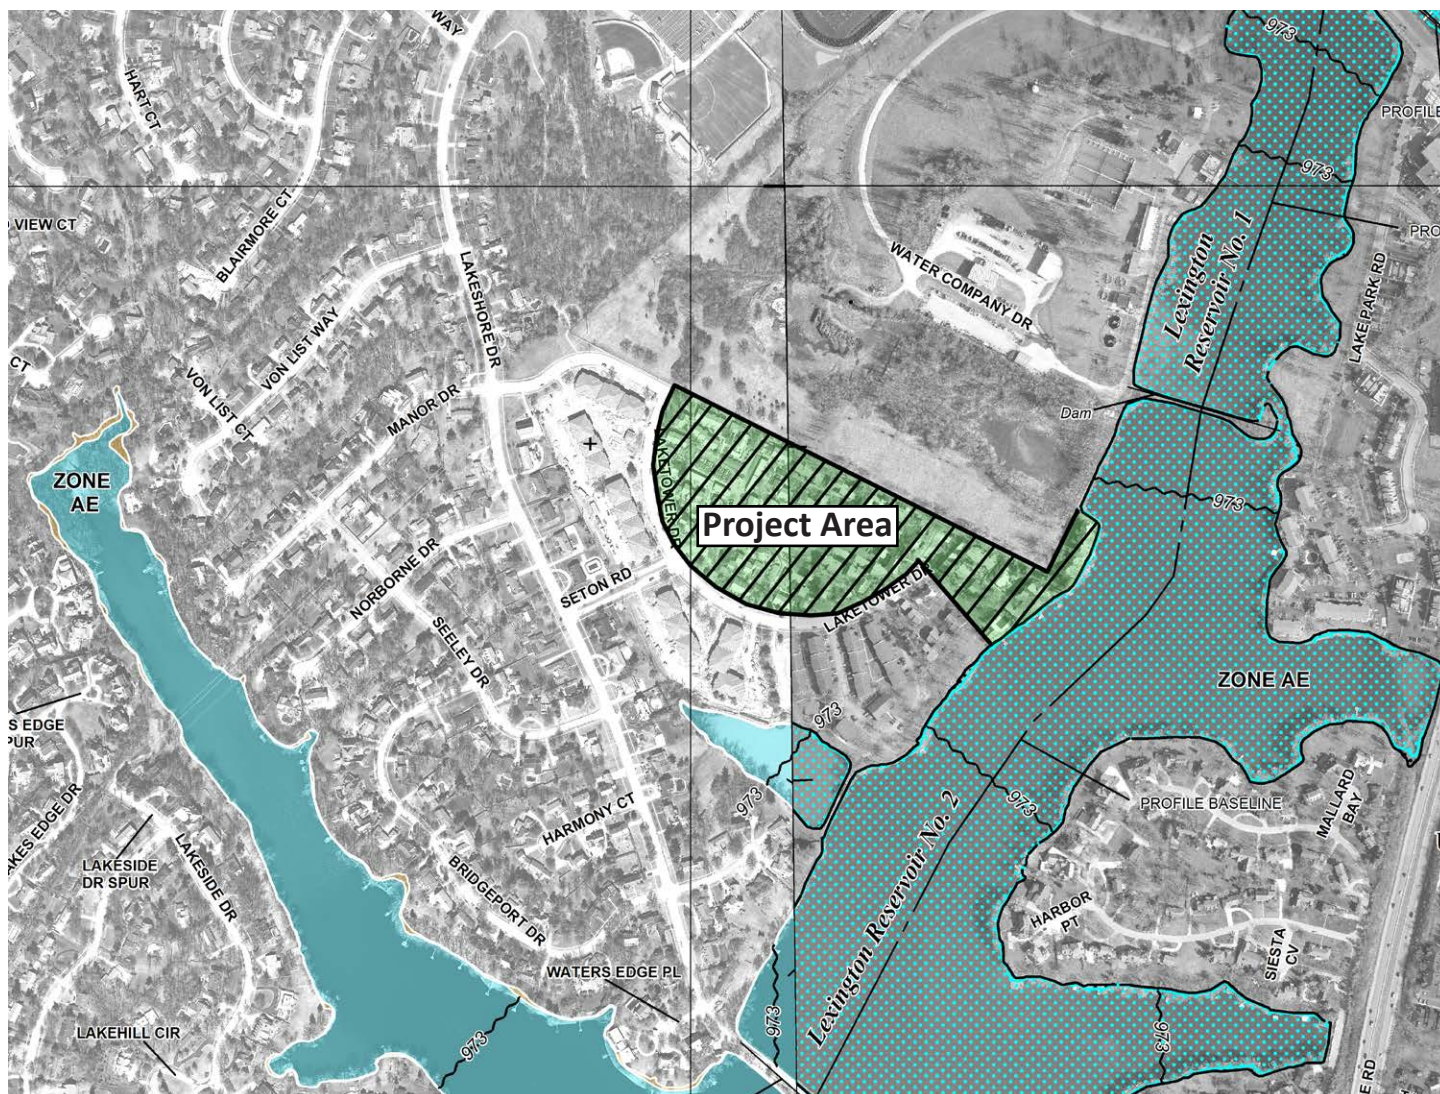 973
WAY
HART CT
PROFILE
973
VIEW CT
BLAIRMORE CT
PRO
WATER COMPANY DR
Lexington
Reservoir No. 1
LAKESHORE DR
LAKE PARK RD
VON LIST WAY
CT
VON LIST CT
MANOR DR
Dam
ZONE
AE
LAKETOWER DR
973
Project Area
NORBORNE DR
SETON RD
LAKETOWER DR
SEELEY DR
ZONE AE
S EDGE
PUR
973
973
973
PROFILE BASELINE
MALLARD
BAY
AKES EDGE DR
HARMONY CT
LAKESIDE
DR SPUR
LAKESIDE DR
BRIDGEPORT DR
Lexington Reservoir No. 2
HARBOR
PT
SIESTA
CV
WATERS EDGE PL
LAKEHILL CIR
973
973
973
E RD